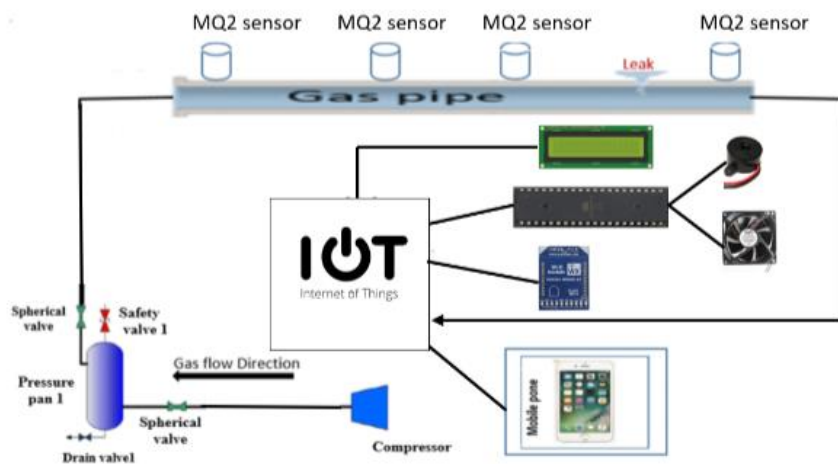 MQ2 sensor
MQ2 sensor
MQ2 sensor
MQ2 sensor
Leak
Gas pipe
IOT
Internet of Things
Spherical
valve
Safety
valve 1
Gas flow Direction
Pressure
pan 1
Spherical
valve
Compressor
Drain valve1
Mobile pone